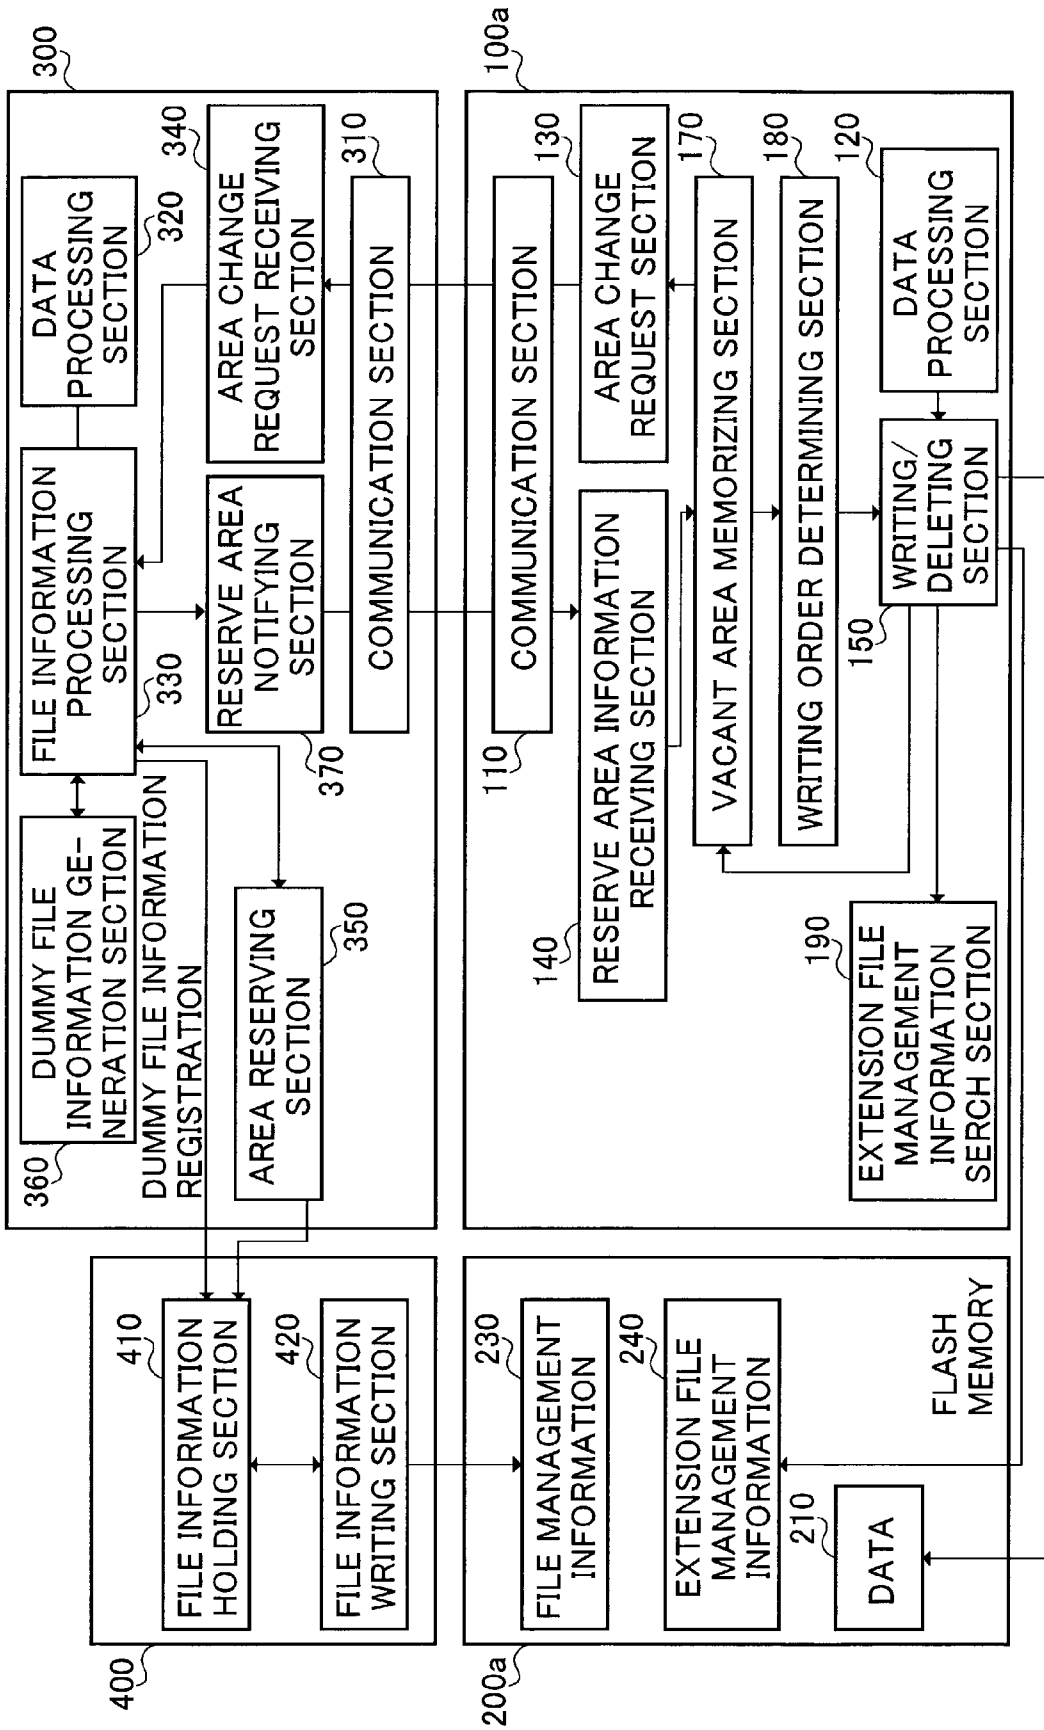 300
DUMMY FILE
INFORMATION GE-
NERATION SECTION
360
FILE INFORMATION
PROCESSING
SECTION
330
DATA
PROCESSING
SECTION
320
DUMMY FILE INFORMATION
REGISTRATION
RESERVE AREA
NOTIFYING
SECTION
370
AREA CHANGE
REQUEST RECEIVING
SECTION
340
AREA RESERVING
SECTION
350
COMMUNICATION SECTION
310
400
FILE INFORMATION
HOLDING SECTION
410
FILE INFORMATION
WRITING SECTION
420
100a
COMMUNICATION SECTION
110
RESERVE AREA INFORMATION
RECEIVING SECTION
140
AREA CHANGE
REQUEST SECTION
130
VACANT AREA MEMORIZING SECTION
170
WRITING ORDER DETERMINING SECTION
180
EXTENSION FILE
MANAGEMENT
INFORMATION
SERCH SECTION
190
WRITING/
DELETING
SECTION
150
DATA
PROCESSING
SECTION
120
200a
FILE MANAGEMENT
INFORMATION
230
EXTENSION FILE
MANAGEMENT
INFORMATION
240
DATA
210
FLASH
MEMORY